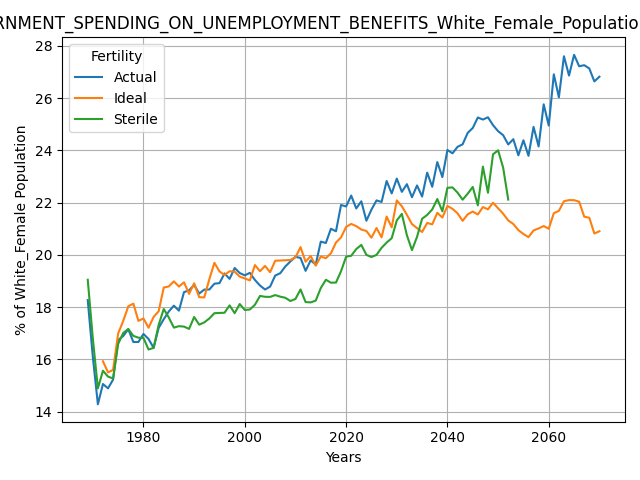 RNMENT_SPENDING_ON_UNEMPLOYMENT_BENEFITS_White_Female_Populatio
Fertility
Actual
Ideal
Sterile
% of White_Female Population
28
26
24
22
20
18
16
14
1980 2000 2020 2040 2060
Years